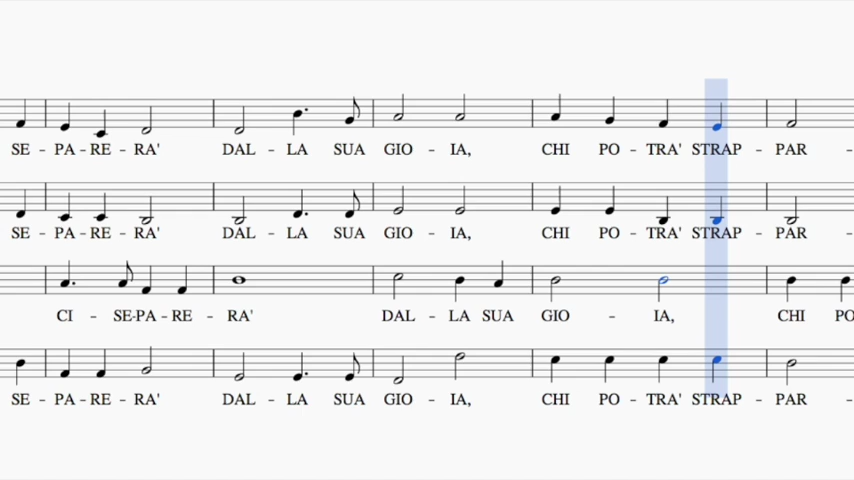 SE - PA - RE - RA' DAL - LA SUA GIO - IA, CHI PO - TRA' STRAP - PAR -
SE - PA - RE - RA' DAL - LA SUA GIO - IA, CHI PO - TRA' STRAP - PAR -
CI - SE-PA - RE - RA' DAL - LA SUA GIO - IA, CHI PO
SE - PA - RE - RA' DAL - LA SUA GIO - IA, CHI PO - TRA' STRAP - PAR -